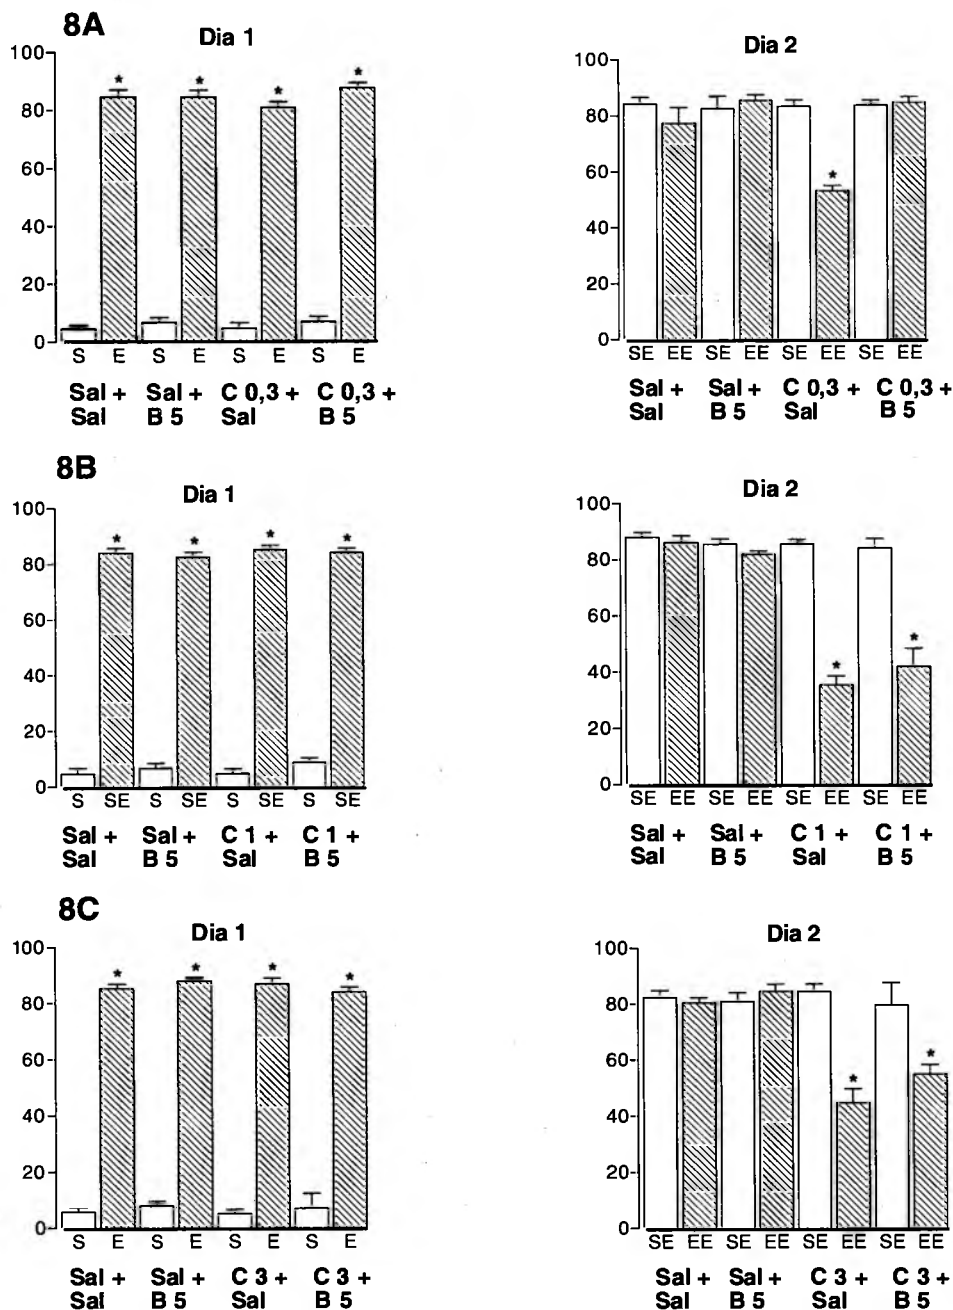 8A
Dia 1
100
80
60
40
20
0
* * * *
S E S E S E S E
Sal + Sal + C 0,3 + C 0,3 +
Sal B 5 Sal B 5
Dia 2
100
80
60
40
20
0
*
SE EE SE EE SE EE SE EE
Sal + Sal + C 0,3 + C 0,3 +
Sal B 5 Sal B 5
8B
Dia 1
100
80
60
40
20
0
* * * *
S SE S SE S SE S SE
Sal + Sal + C 1 + C 1 +
Sal B 5 Sal B 5
Dia 2
100
80
60
40
20
0
* *
SE EE SE EE SE EE SE EE
Sal + Sal + C 1 + C 1 +
Sal B 5 Sal B 5
8C
Dia 1
100
80
60
40
20
0
* * * *
S E S E S E S E
Sal + Sal + C 3 + C 3 +
Sal B 5 Sal B 5
Dia 2
100
80
60
40
20
0
* *
SE EE SE EE SE EE SE EE
Sal + Sal + C 3 + C 3 +
Sal B 5 Sal B 5